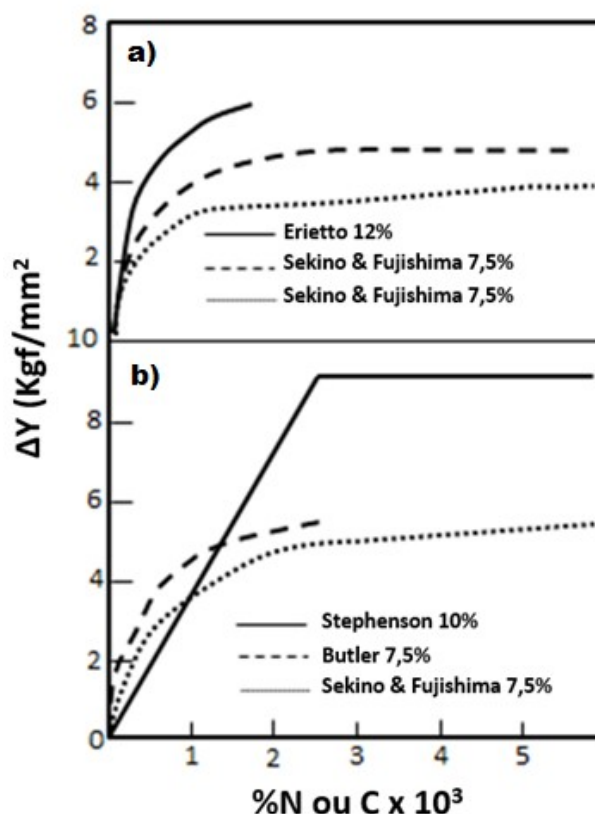 8
a)
6
4
2
Erietto 12%
Sekino & Fujishima 7,5%
Sekino & Fujishima 7,5%
10
b)
8
6
4
2
0
Stephenson 10%
Butler 7,5%
Sekino & Fujishima 7,5%
1 2 3 4 5
ΔY (Kgf/mm²
%N ou C x 10³